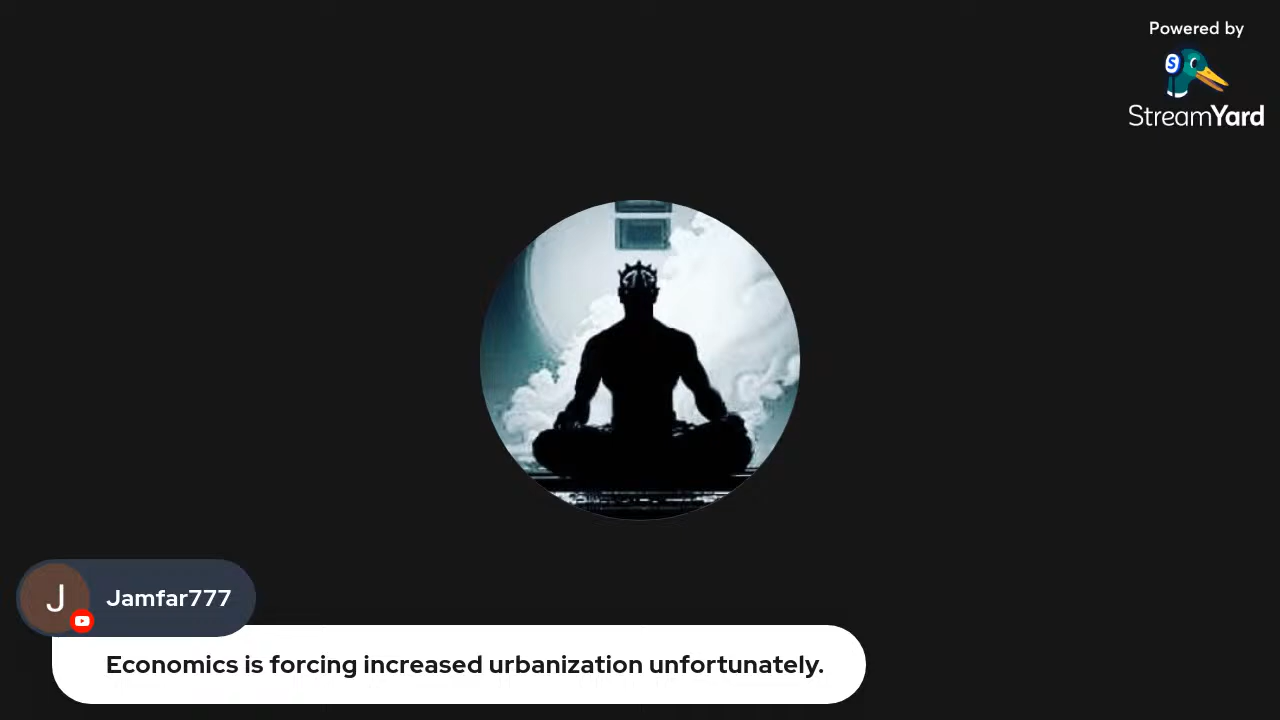 Powered by
S
StreamYard
J
Jamfar777
Economics is forcing increased urbanization unfortunately.